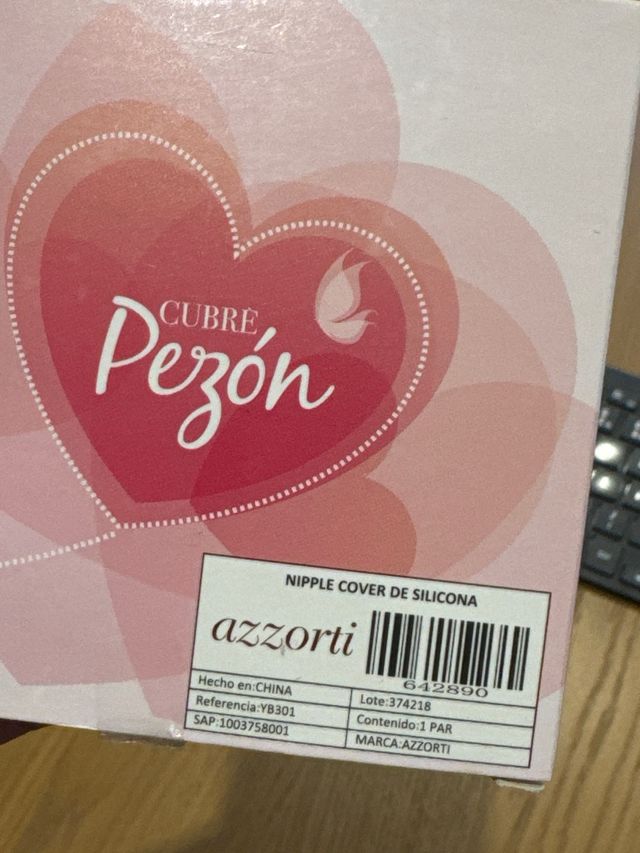 CUBRÈ
Pezón
NIPPLE COVER DE SILICONA
azzorti
642890
Hecho en:CHINA
Lote:374218
Referencia:YB301
Contenido:1 PAR
SAP:1003758001
MARCA:AZZORTI